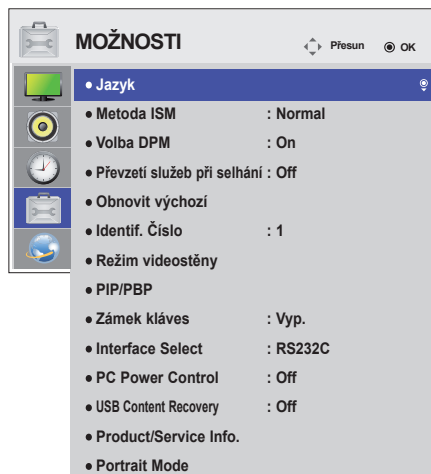 MOŽNOSTI Přesun OK
• Jazyk
• Metoda ISM : Normal
• Volba DPM : On
• Převzetí služeb při selhání : Off
• Obnovit výchozí
• Identif. Číslo : 1
• Režim videostěny
• PIP/PBP
• Zámek kláves : Vyp.
• Interface Select : RS232C
• PC Power Control : Off
• USB Content Recovery : Off
• Product/Service Info.
• Portrait Mode